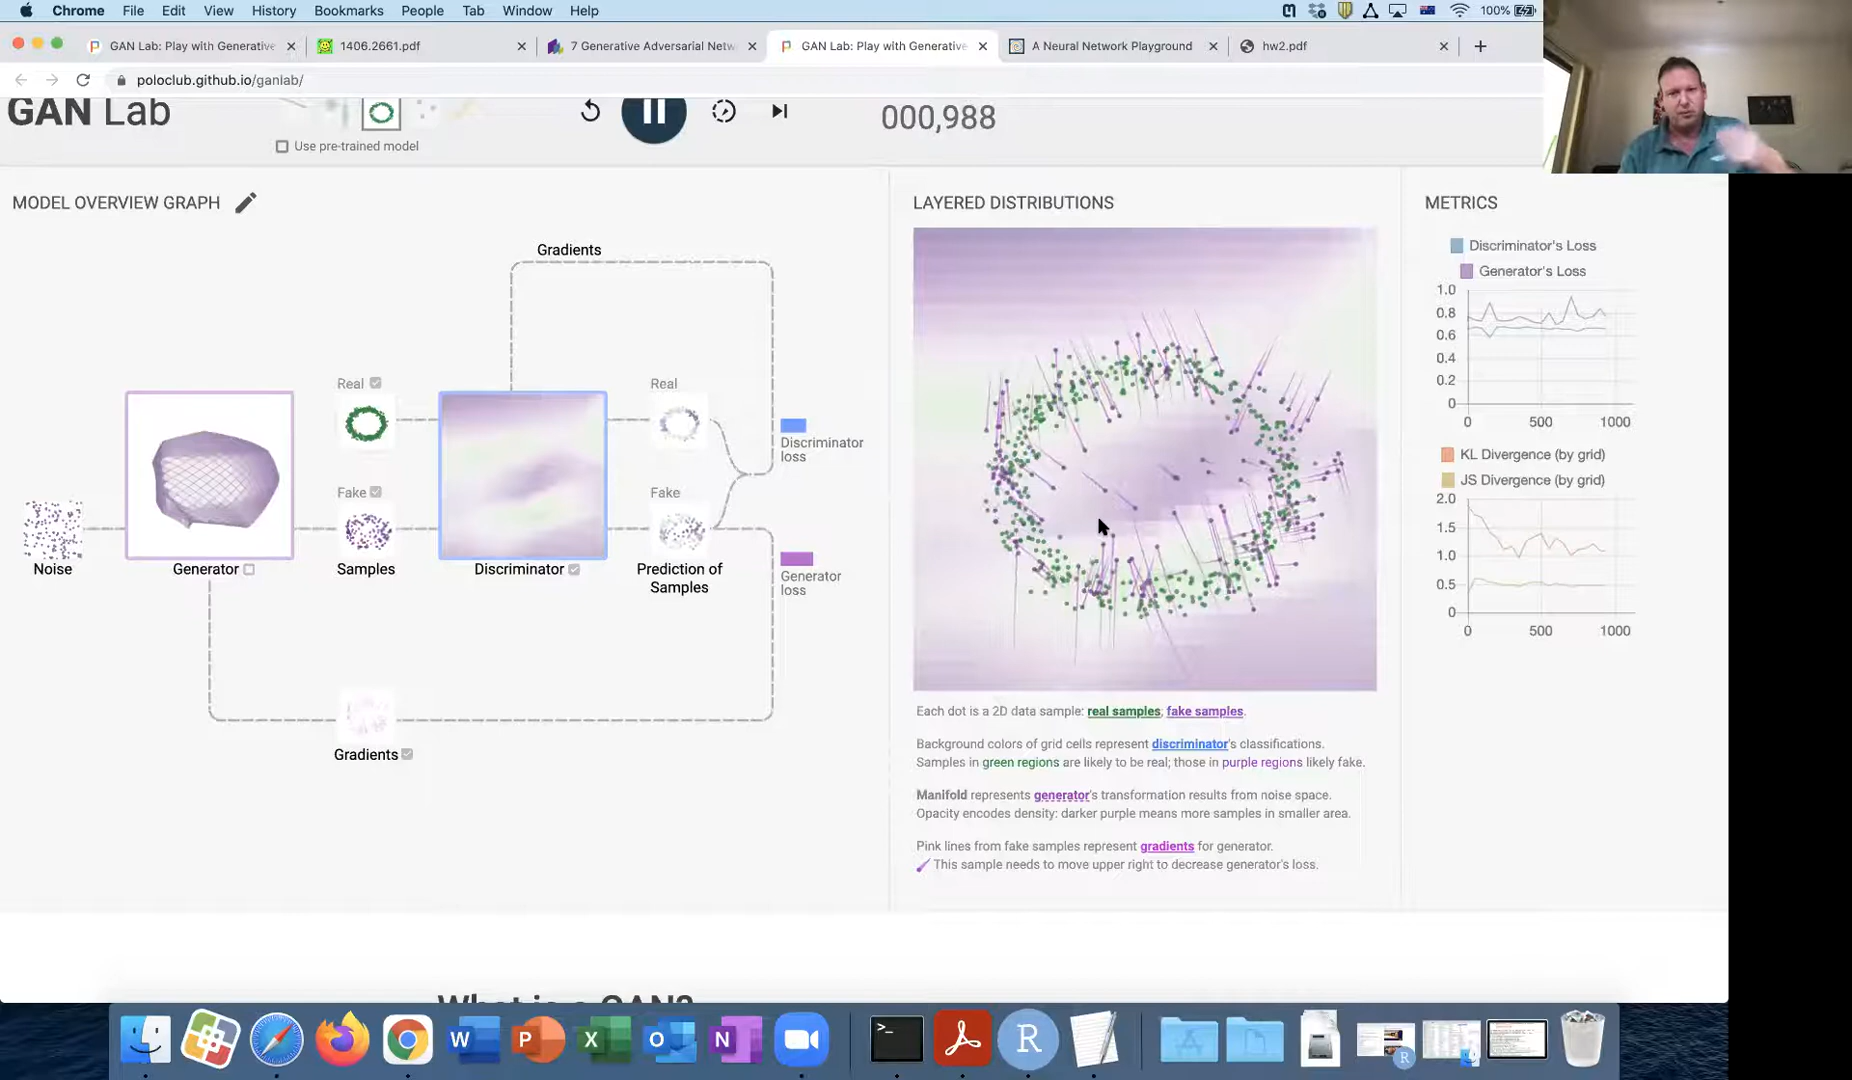 Chrome File Edit View History Bookmarks People Tab Window Help 100%
GAN Lab: Play with Generative
1406.2661.pdf
7 Generative Adversarial Netw
GAN Lab: Play with Generative
A Neural Network Playground
hw2.pdf
poloclub.github.io/ganlab/
GAN Lab
Use pre-trained model
000,988
MODEL OVERVIEW GRAPH
Gradients
Real
Real
Discriminator
loss
Fake
Fake
Noise
Generator
Samples
Discriminator
Prediction of
Samples
Generator
loss
Gradients
LAYERED DISTRIBUTIONS
Each dot is a 2D data sample: real samples; fake samples.
Background colors of grid cells represent discriminator's classifications.
Samples in green regions are likely to be real; those in purple regions likely fake.
Manifold represents generator's transformation results from noise space.
Opacity encodes density: darker purple means more samples in smaller area.
Pink lines from fake samples represent gradients for generator.
This sample needs to move upper right to decrease generator's loss.
METRICS
Discriminator's Loss
Generator's Loss
1.0
0.8
0.6
0.4
0.2
0
0 500 1000
KL Divergence (by grid)
JS Divergence (by grid)
2.0
1.5
1.0
0.5
0
0 500 1000
What is a GAN?
W P X O N >_ R
R